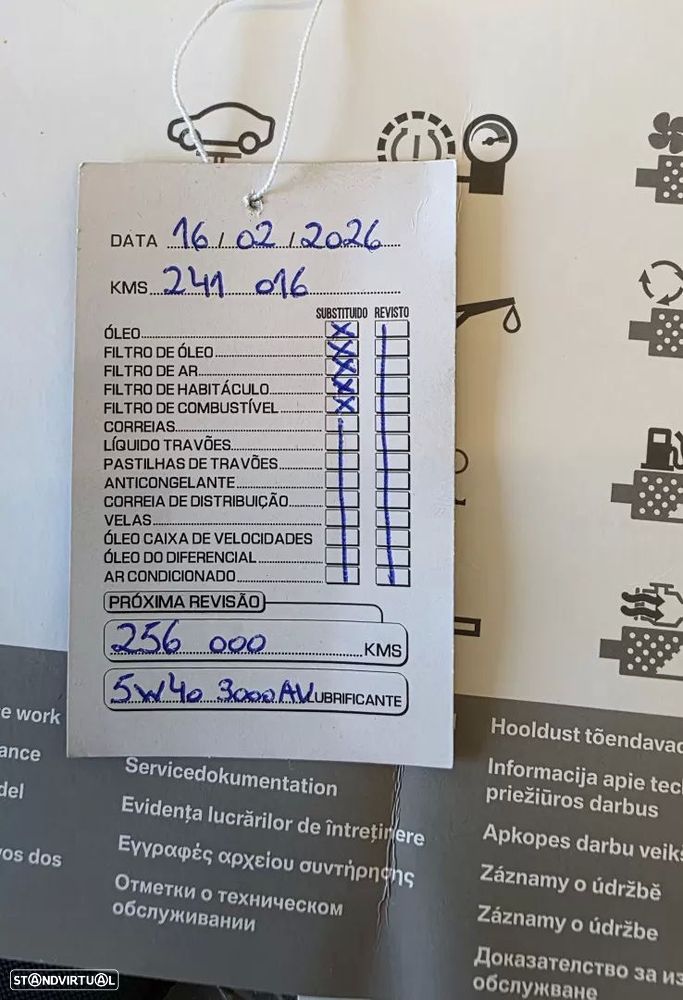 DATA 16 / 02 / 2026
KMS 241 016
SUBSTITUIDO REVISTO
ÓLEO
FILTRO DE ÓLEO
FILTRO DE AR
FILTRO DE HABITÁCULO
FILTRO DE COMBUSTÍVEL
CORREIAS
LÍQUIDO TRAVÕES
PASTILHAS DE TRAVÕES
ANTICONGELANTE
CORREIA DE DISTRIBUIÇÃO
VELAS
ÓLEO CAIXA DE VELOCIDADES
ÓLEO DO DIFERENCIAL
AR CONDICIONADO
PRÓXIMA REVISÃO
256 000 KMS
5W40 3000AV LUBRIFICANTE
e work
ance
del
vos dos
Servicedokumentation
Evidența lucrărilor de întreținere
Εγγραφές αρχείου συντήρησης
Отметки о техническом
обслуживании
Hooldust tõendavad
Informacija apie tec
priežiūros darbus
Apkopes darbu veik
Záznamy o údržbě
Záznamy o údržbe
Доказателство за из
обслужване
STANDVIRTUAL